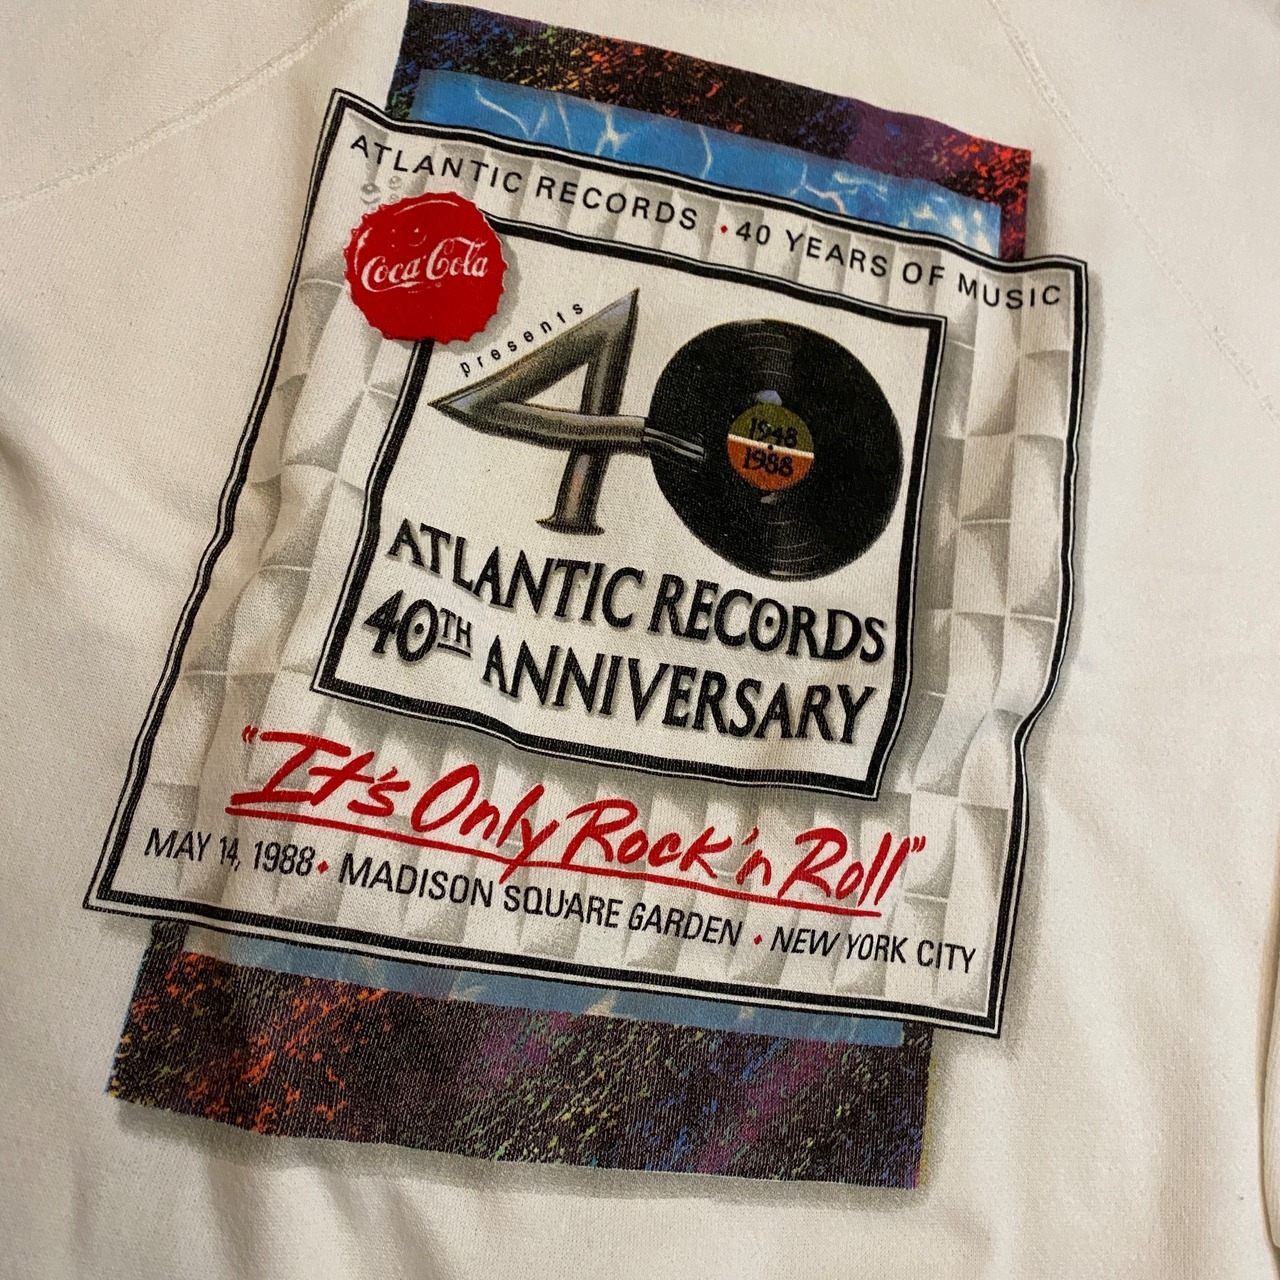 ATLANTIC RECORDS • 40 YEARS OF MUSIC
Coca-Cola
presents
40
1948
1988
ATLANTIC RECORDS
40TH ANNIVERSARY
"It's Only Rock 'n Roll"
MAY 14, 1988 • MADISON SQUARE GARDEN • NEW YORK CITY